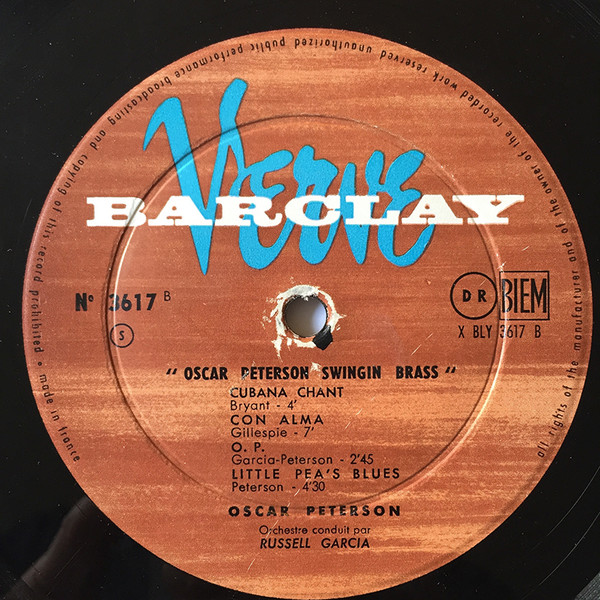 all rights of the manufacturer and of the owner of the recorded work reserved unauthorized public performance broadcasting and copying of this record prohibited • made in france
VERVE
BARCLAY
N° 3617 B
S
DR BIEM
X BLY 3617 B
"OSCAR PETERSON SWINGIN BRASS"
CUBANA CHANT
Bryant - 4'
CON ALMA
Gillespie - 7'
O. P.
Garcia-Peterson - 2'45
LITTLE PEA'S BLUES
Peterson - 4'30
OSCAR PETERSON
Orchestre conduit par
RUSSELL GARCIA